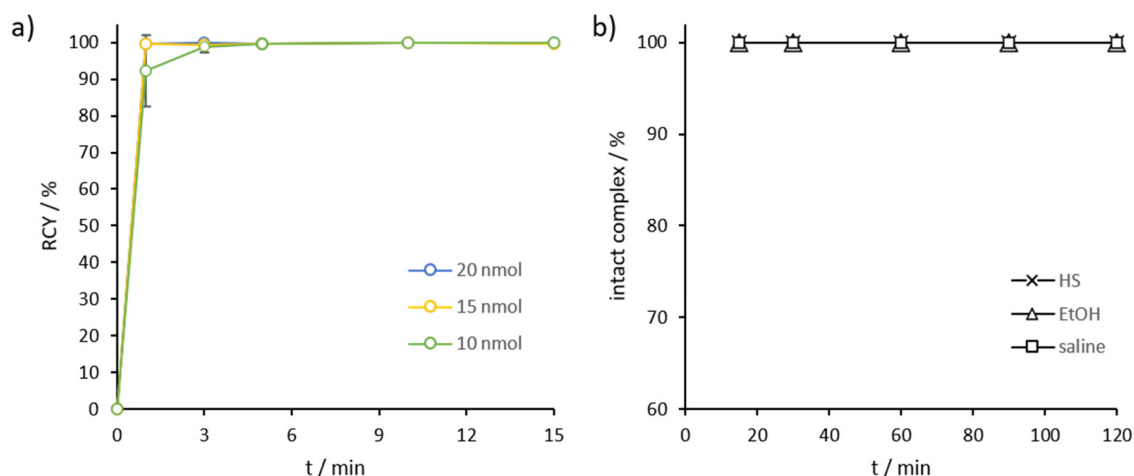 a)
100
90
80
70
60
50
40
30
20
10
0
RCY / %
0 3 6 9 12 15
t / min
20 nmol
15 nmol
10 nmol
b)
100
90
80
70
60
intact complex / %
0 20 40 60 80 100 120
t / min
HS
EtOH
saline